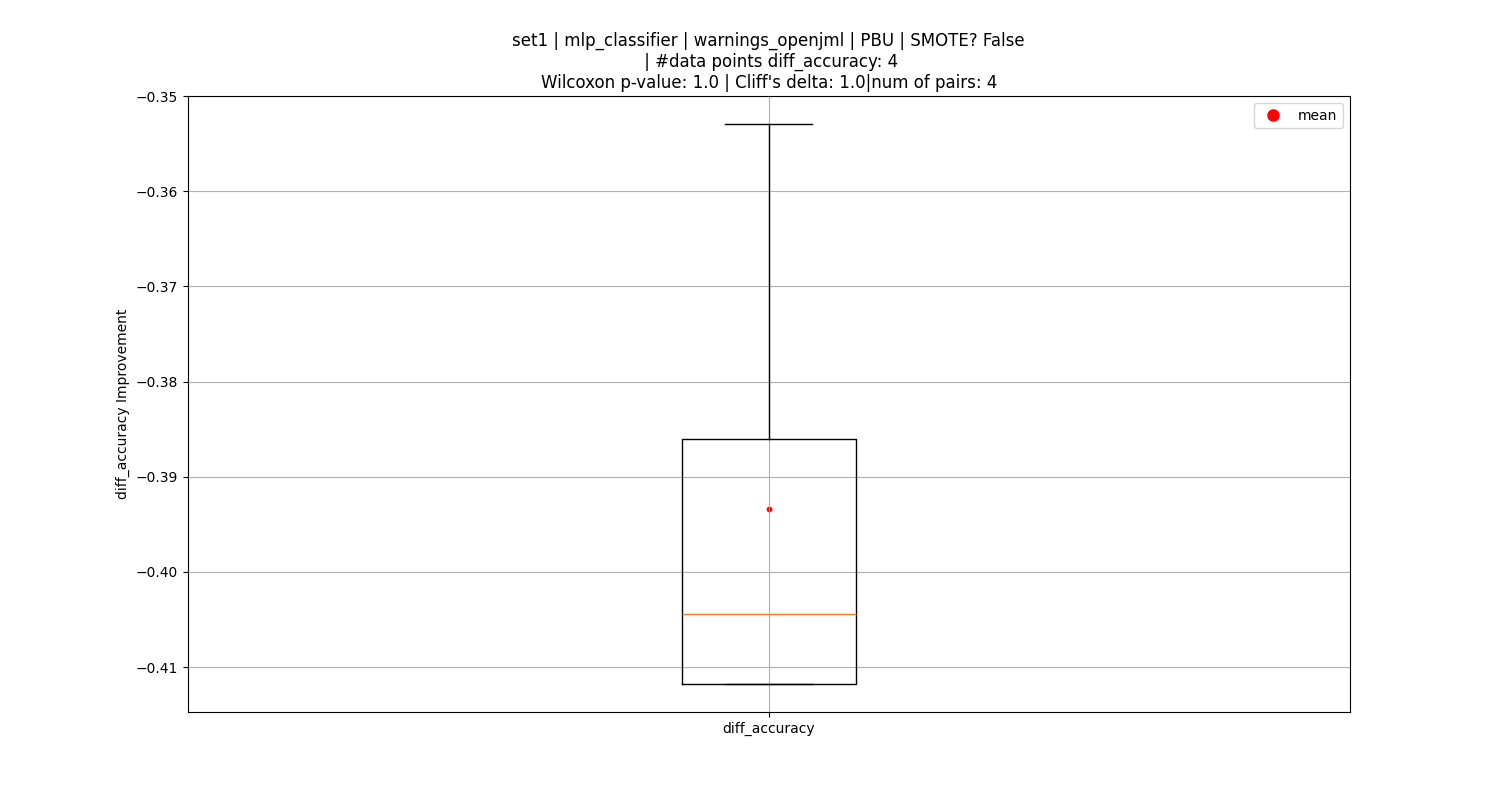 set1 | mlp_classifier | warnings_openjml | PBU | SMOTE? False
| #data points diff_accuracy: 4
Wilcoxon p-value: 1.0 | Cliff's delta: 1.0|num of pairs: 4
mean
−0.35
−0.36
−0.37
−0.38
−0.39
−0.40
−0.41
diff_accuracy Improvement
diff_accuracy